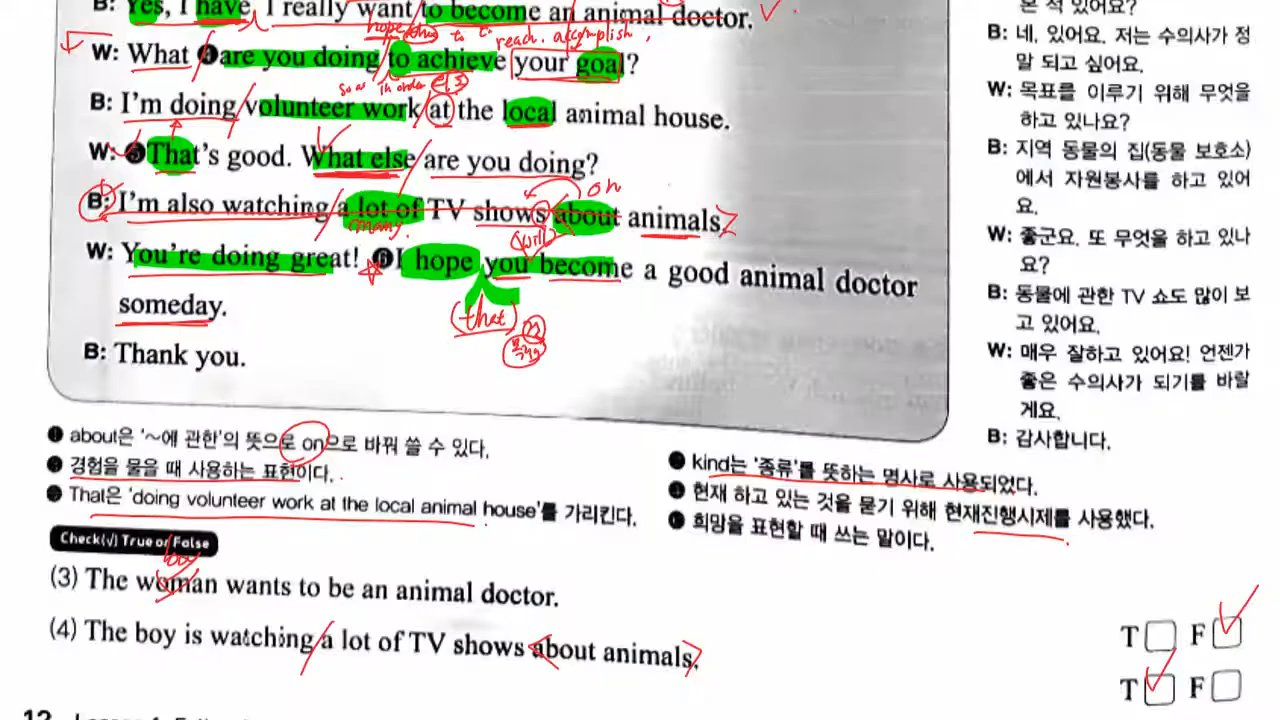 B: Yes, I have. I really want to become an animal doctor.
hope to reach. accomplish,
W: What are you doing to achieve your goal?
so as in order
B: I'm doing volunteer work at the local animal house.
W: That's good. What else are you doing?
on
B: I'm also watching a lot of TV shows about animals.
many
(will)
W: You're doing great! I hope you become a good animal doctor
someday.
(that)
B: Thank you.
본 적 있어요?
B: 네, 있어요. 저는 수의사가 정
말 되고 싶어요.
W: 목표를 이루기 위해 무엇을
하고 있나요?
B: 지역 동물의 집(동물 보호소)
에서 자원봉사를 하고 있어
요.
W: 좋군요. 또 무엇을 하고 있나
요?
B: 동물에 관한 TV 쇼도 많이 보
고 있어요.
W: 매우 잘하고 있어요! 언젠가
좋은 수의사가 되기를 바랄
게요.
B: 감사합니다.
about은 '~에 관한'의 뜻으로 on으로 바꿔 쓸 수 있다.
경험을 물을 때 사용하는 표현이다.
That은 'doing volunteer work at the local animal house'를 가리킨다.
kind는 '종류'를 뜻하는 명사로 사용되었다.
현재 하고 있는 것을 묻기 위해 현재진행시제를 사용했다.
희망을 표현할 때 쓰는 말이다.
Check(√) True or False
boy
(3) The woman wants to be an animal doctor.
T F
(4) The boy is watching a lot of TV shows about animals.
T F
12